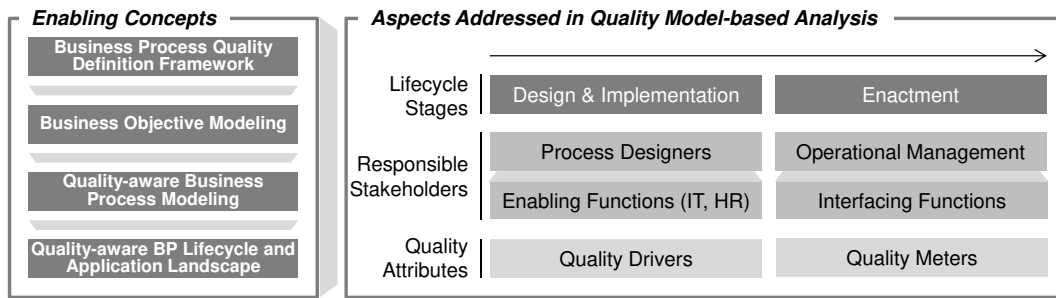 Enabling Concepts
Business Process Quality
Definition Framework
Business Objective Modeling
Quality-aware Business
Process Modeling
Quality-aware BP Lifecycle and
Application Landscape
Aspects Addressed in Quality Model-based Analysis
Lifecycle
Stages
Design & Implementation
Enactment
Responsible
Stakeholders
Process Designers
Operational Management
Enabling Functions (IT, HR)
Interfacing Functions
Quality
Attributes
Quality Drivers
Quality Meters